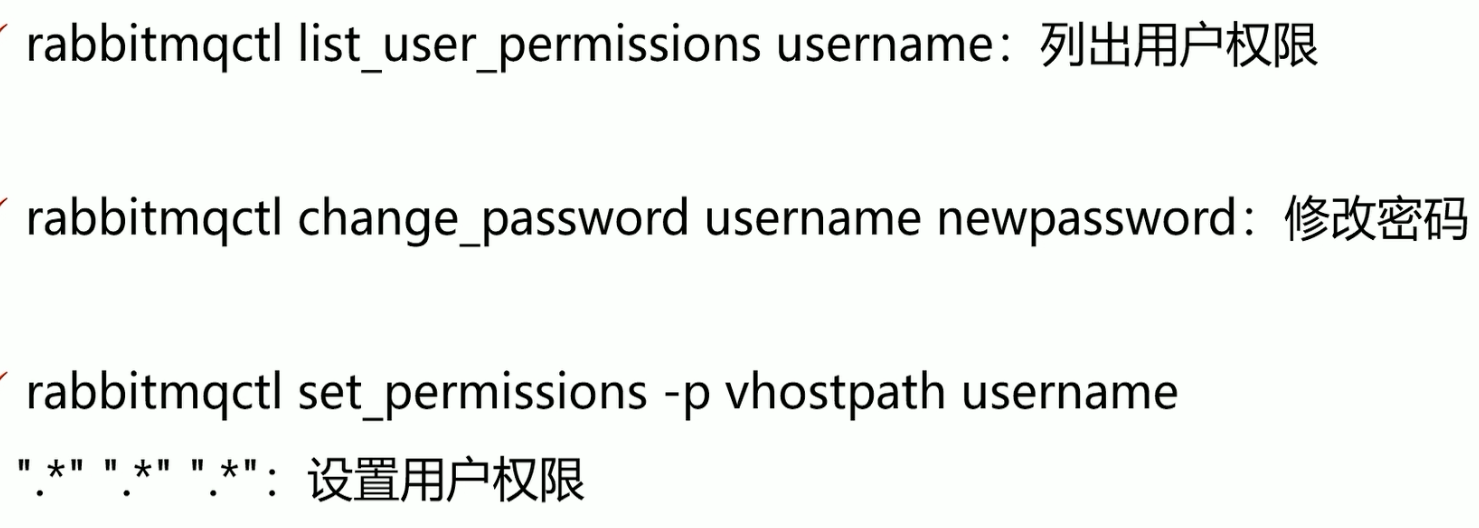 rabbitmqctl list_user_permissions username：列出用户权限
rabbitmqctl change_password username newpassword：修改密码
rabbitmqctl set_permissions -p vhostpath username
".*" ".*" ".*"：设置用户权限